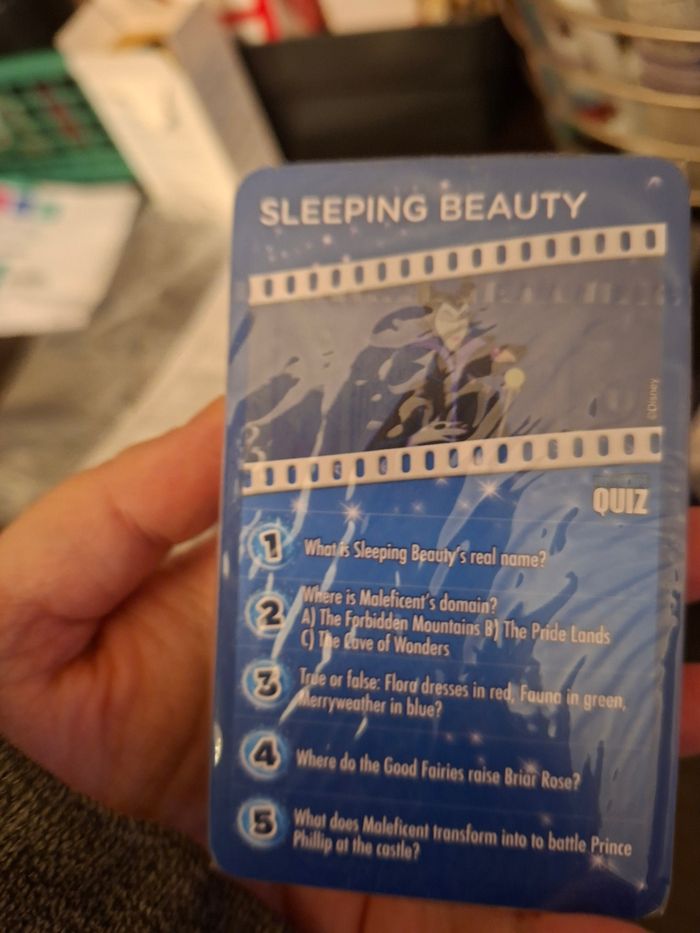 SLEEPING BEAUTY
©Disney
QUIZ
1 What is Sleeping Beauty's real name?
2 Where is Maleficent's domain?
A) The Forbidden Mountains B) The Pride Lands
C) The Cave of Wonders
3 True or false: Flora dresses in red, Fauna in green,
Merryweather in blue?
4 Where do the Good Fairies raise Briar Rose?
5 What does Maleficent transform into to battle Prince
Phillip at the castle?